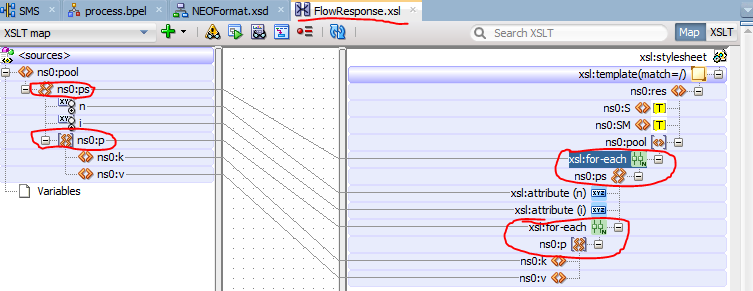 SMS process.bpel NEOFormat.xsd FlowResponse.xsl
XSLT map Search XSLT Map XSLT
<sources> xsl:stylesheet
ns0:pool xsl:template(match=/)
ns0:ps ns0:res
n ns0:S T
i ns0:SM T
ns0:p ns0:pool
ns0:k xsl:for-each
ns0:v ns0:ps
Variables xsl:attribute (n)
xsl:attribute (i)
xsl:for-each
ns0:p
ns0:k
ns0:v